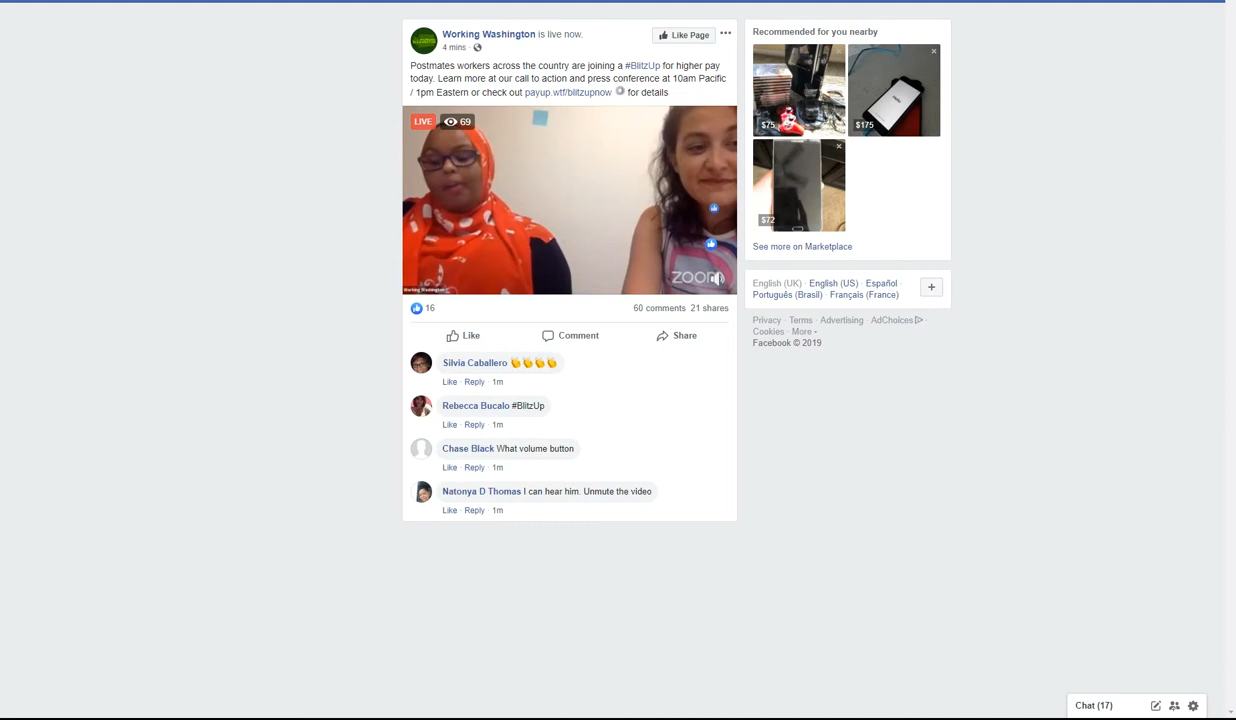 Working Washington is live now.
4 mins ·
Like Page
Postmates workers across the country are joining a #BlitzUp for higher pay
today. Learn more at our call to action and press conference at 10am Pacific
/ 1pm Eastern or check out payup.wtf/blitzupnow for details
LIVE 69
zoom
Working Washington
16
60 comments 21 shares
Like Comment Share
Silvia Caballero 👏👏👏👏
Like · Reply · 1m
Rebecca Bucalo #BlitzUp
Like · Reply · 1m
Chase Black What volume button
Like · Reply · 1m
Natonya D Thomas I can hear him. Unmute the video
Like · Reply · 1m
Recommended for you nearby
$75
$175
Hello
$72
See more on Marketplace
English (UK) · English (US) · Español ·
Português (Brasil) · Français (France)
Privacy · Terms · Advertising · AdChoices ·
Cookies · More
Facebook © 2019
Chat (17)